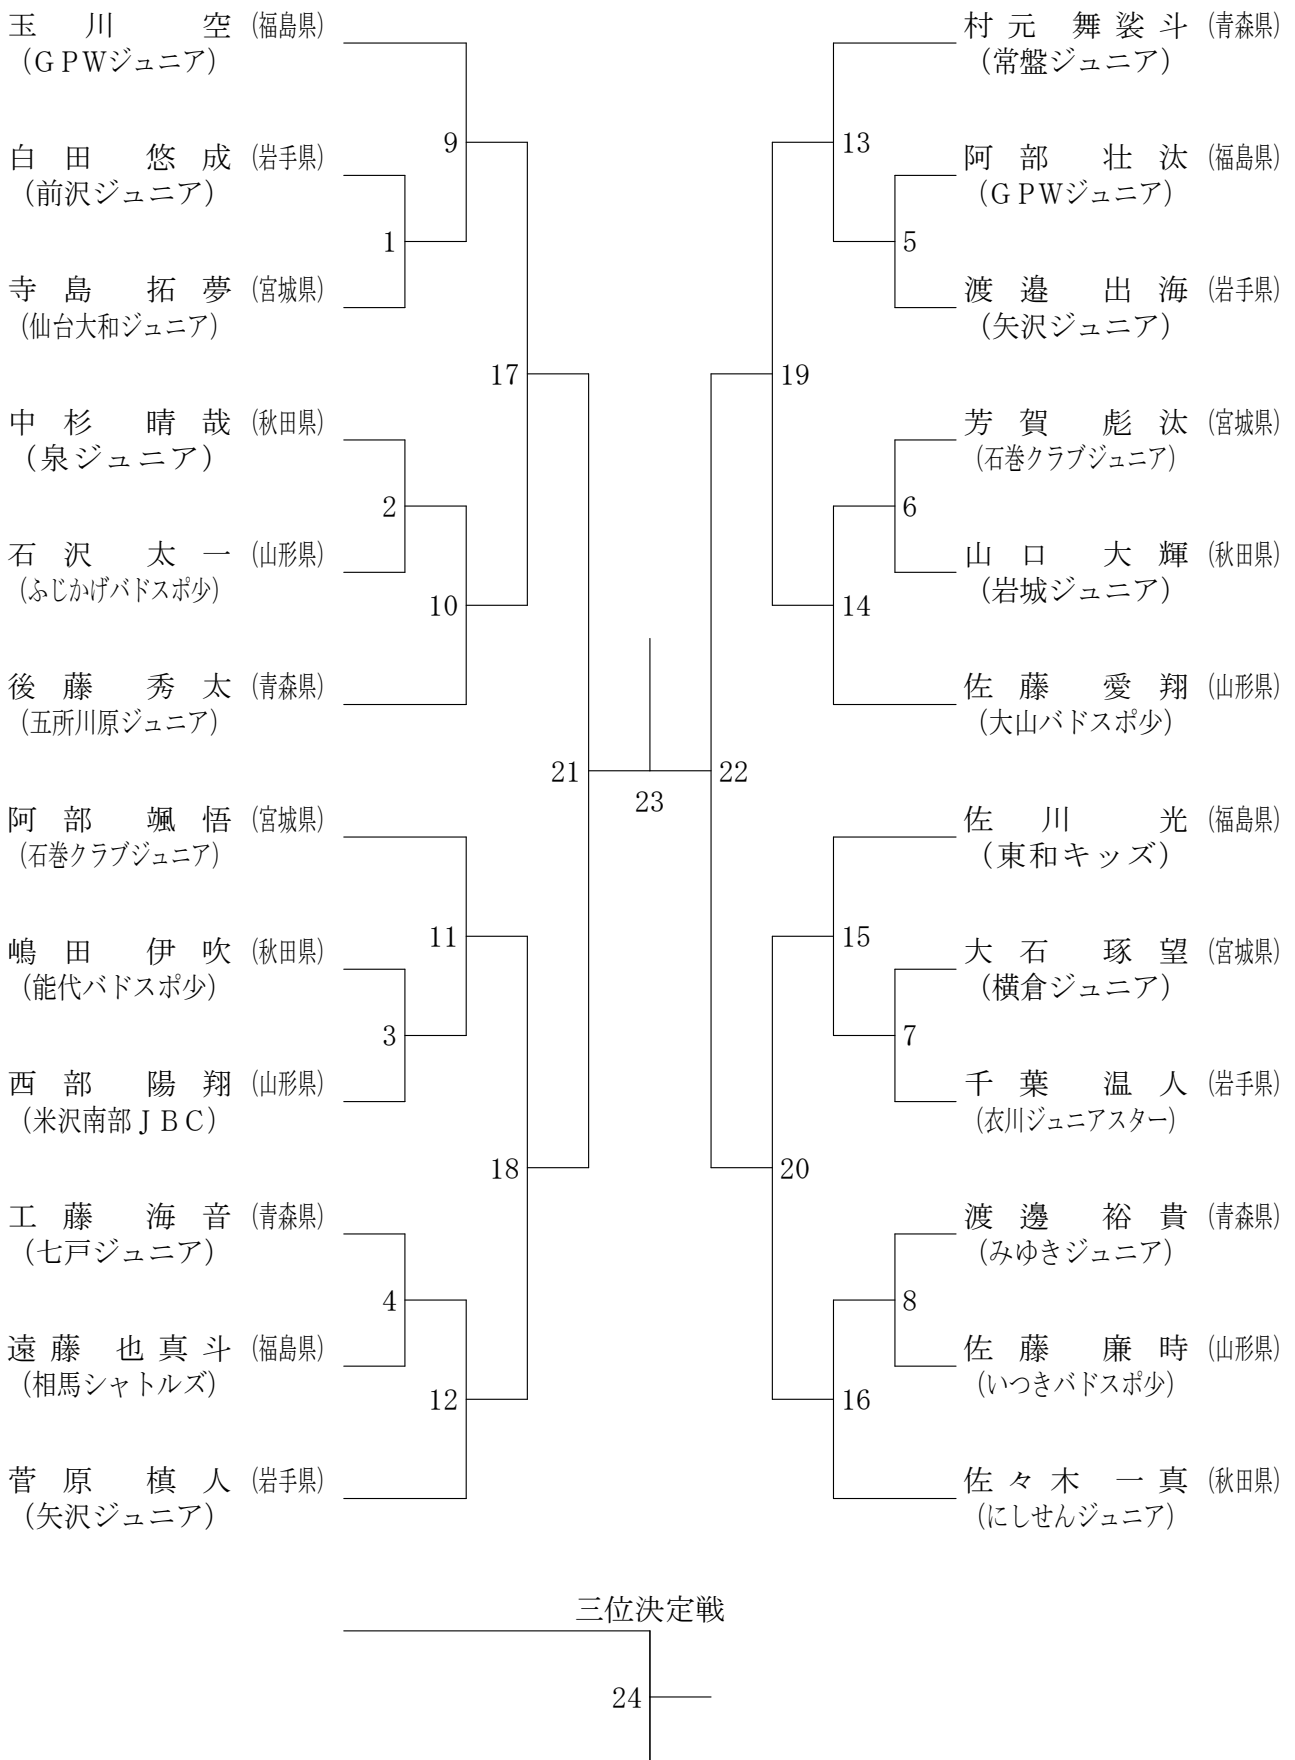 玉川 空 (福島県)
(ＧＰＷジュニア)
9
白田 悠成 (岩手県)
(前沢ジュニア)
1
寺島 拓夢 (宮城県)
(仙台大和ジュニア)
17
中杉 晴哉 (秋田県)
(泉ジュニア)
2
石沢 太一 (山形県)
(ふじかげバドスポ少)
10
後藤 秀太 (青森県)
(五所川原ジュニア)
21
阿部 颯悟 (宮城県)
(石巻クラブジュニア)
11
嶋田 伊吹 (秋田県)
(能代バドスポ少)
3
西部 陽翔 (山形県)
(米沢南部ＪＢＣ)
18
工藤 海音 (青森県)
(七戸ジュニア)
4
遠藤 也真斗 (福島県)
(相馬シャトルズ)
12
菅原 槙人 (岩手県)
(矢沢ジュニア)
23
村元 舞裟斗 (青森県)
(常盤ジュニア)
13
阿部 壮汰 (福島県)
(ＧＰＷジュニア)
5
渡邉 出海 (岩手県)
(矢沢ジュニア)
19
芳賀 彪汰 (宮城県)
(石巻クラブジュニア)
6
山口 大輝 (秋田県)
(岩城ジュニア)
14
佐藤 愛翔 (山形県)
(大山バドスポ少)
22
佐川 光 (福島県)
(東和キッズ)
15
大石 琢望 (宮城県)
(横倉ジュニア)
7
千葉 温人 (岩手県)
(衣川ジュニアスター)
20
渡邊 裕貴 (青森県)
(みゆきジュニア)
8
佐藤 廉時 (山形県)
(いつきバドスポ少)
16
佐々木 一真 (秋田県)
(にしせんジュニア)
三位決定戦
24